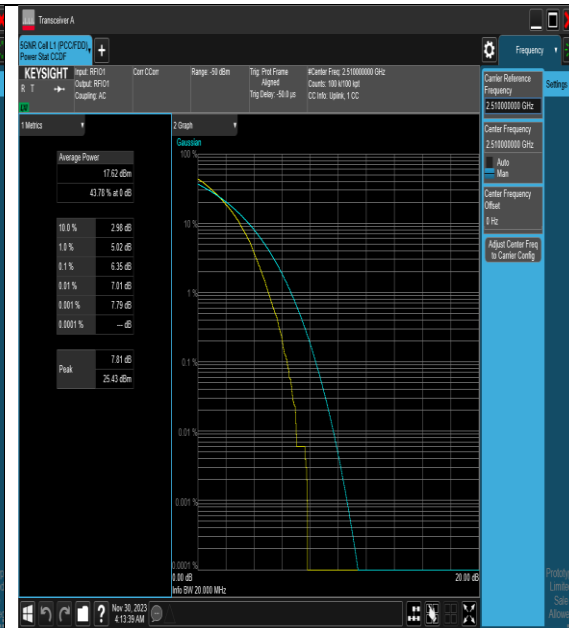 Transceiver A
5GNR Cell L1 (PCC/FDD),
Power Stat CCDF
KEYSIGHT
R T
Input: RFIO1
Output: RFIO1
Coupling: AC
Corr CCorr
Range: -50 dBm
Trig: Prot Frame
Aligned
Trig Delay: -50.0 µs
#Center Freq: 2.510000000 GHz
Counts: 100 k/100 kpt
CC Info: Uplink, 1 CC
Frequency
Settings
Carrier Reference
Frequency
2.510000000 GHz
Center Frequency
2.510000000 GHz
Auto
Man
Center Frequency
Offset
0 Hz
Adjust Center Freq
to Carrier Config
1 Metrics
Average Power
17.62 dBm
43.78 % at 0 dB
10.0 % 2.98 dB
1.0 % 5.02 dB
0.1 % 6.35 dB
0.01 % 7.01 dB
0.001 % 7.79 dB
0.0001 % --- dB
Peak
7.81 dB
25.43 dBm
2 Graph
Gaussian
100 %
10 %
1 %
0.1 %
0.01 %
0.001 %
0.0001 %
0.00 dB 20.00 dB
Info BW 20.000 MHz
Nov 30, 2023
4:13:39 AM